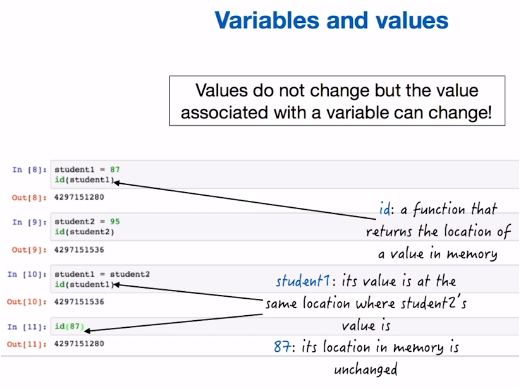 Variables and values
Values do not change but the value
associated with a variable can change!
In [8]: student1 = 87
id(student1)
Out[8]: 4297151280
In [9]: student2 = 95
id(student2)
Out[9]: 4297151536
In [10]: student1 = student2
id(student1)
Out[10]: 4297151536
In [11]: id(87)
Out[11]: 4297151280
id: a function that
returns the location of
a value in memory
student1: its value is at the
same location where student2's
value is
87: its location in memory is
unchanged